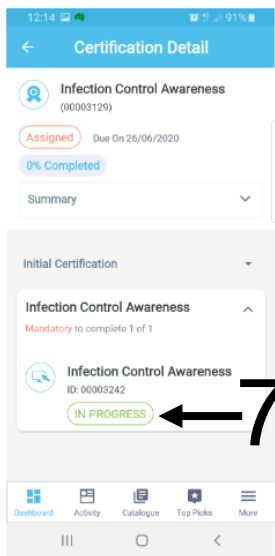 12:14 91%
Certification Detail
Infection Control Awareness
(00003129)
Assigned Due On 26/06/2020
0% Completed
Summary
Initial Certification
Infection Control Awareness
Mandatory to complete 1 of 1
Infection Control Awareness
ID: 00003242
IN PROGRESS
7
Dashboard Activity Catalogue Top Picks More